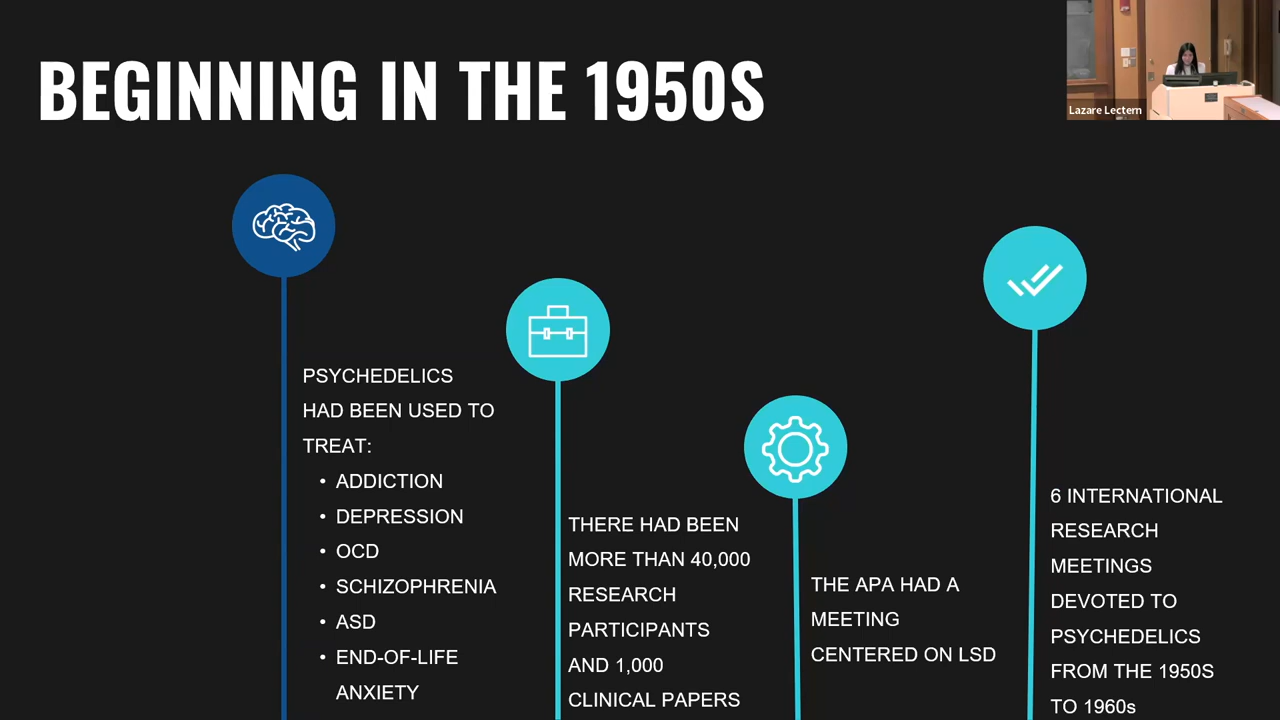 BEGINNING IN THE 1950S
Lazare Lectern
PSYCHEDELICS
HAD BEEN USED TO
TREAT:
• ADDICTION
• DEPRESSION
• OCD
• SCHIZOPHRENIA
• ASD
• END-OF-LIFE
ANXIETY
THERE HAD BEEN
MORE THAN 40,000
RESEARCH
PARTICIPANTS
AND 1,000
CLINICAL PAPERS
THE APA HAD A
MEETING
CENTERED ON LSD
6 INTERNATIONAL
RESEARCH
MEETINGS
DEVOTED TO
PSYCHEDELICS
FROM THE 1950S
TO 1960s